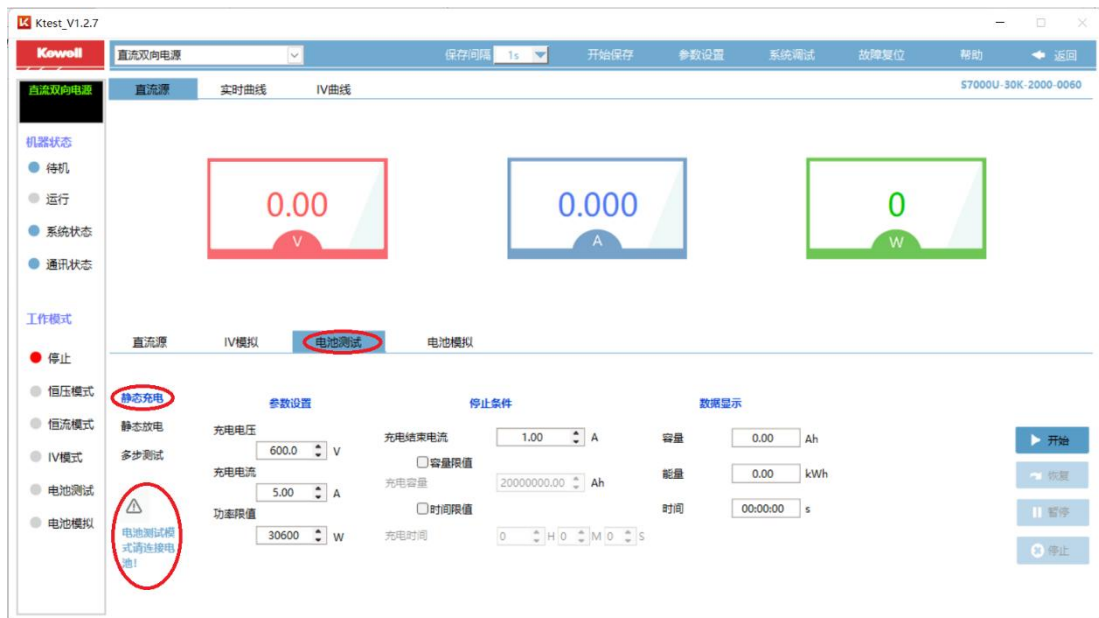 Ktest_V1.2.7
Kewell
直流双向电源
保存间隔 1s 开始保存 参数设置 系统调试 故障复位 帮助 返回
直流双向电源
直流源 实时曲线 IV曲线
S7000U-30K-2000-0060
机器状态
待机
运行
系统状态
通讯状态
0.00
V
0.000
A
0
W
工作模式
停止
恒压模式
恒流模式
IV模式
电池测试
电池模拟
直流源 IV模拟 电池测试 电池模拟
静态充电
静态放电
多步测试
电池测试模
式请连接电
池!
参数设置
充电电压
600.0 V
充电电流
5.00 A
功率限值
30600 W
停止条件
充电结束电流 1.00 A
容量限值
充电容量 20000000.00 Ah
时间限值
充电时间 0 H 0 M 0 S
数据显示
容量 0.00 Ah
能量 0.00 kWh
时间 00:00:00 s
开始
恢复
暂停
停止